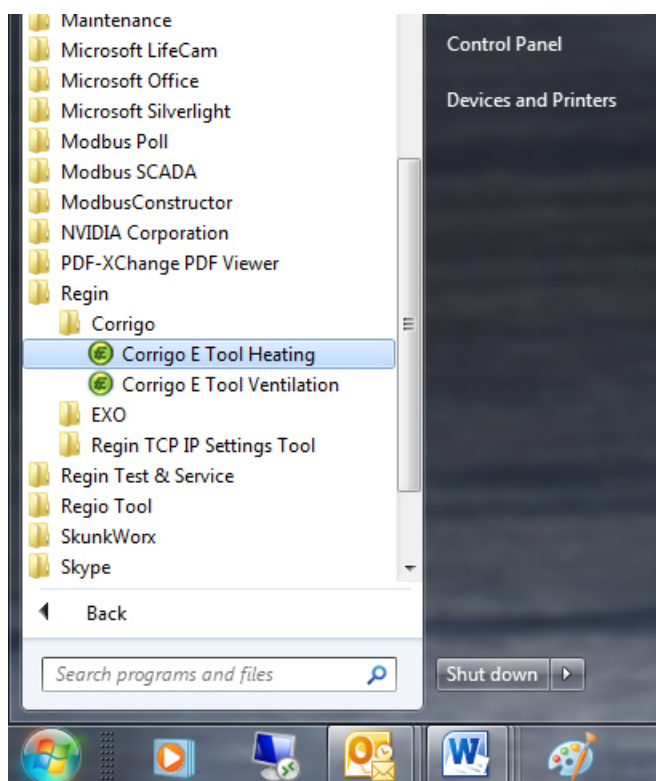 Maintenance
Microsoft LifeCam
Microsoft Office
Microsoft Silverlight
Modbus Poll
Modbus SCADA
ModbusConstructor
NVIDIA Corporation
PDF-XChange PDF Viewer
Regin
Corrigo
Corrigo E Tool Heating
Corrigo E Tool Ventilation
EXO
Regin TCP IP Settings Tool
Regin Test & Service
Regio Tool
SkunkWorx
Skype
Back
Search programs and files
Control Panel
Devices and Printers
Shut down